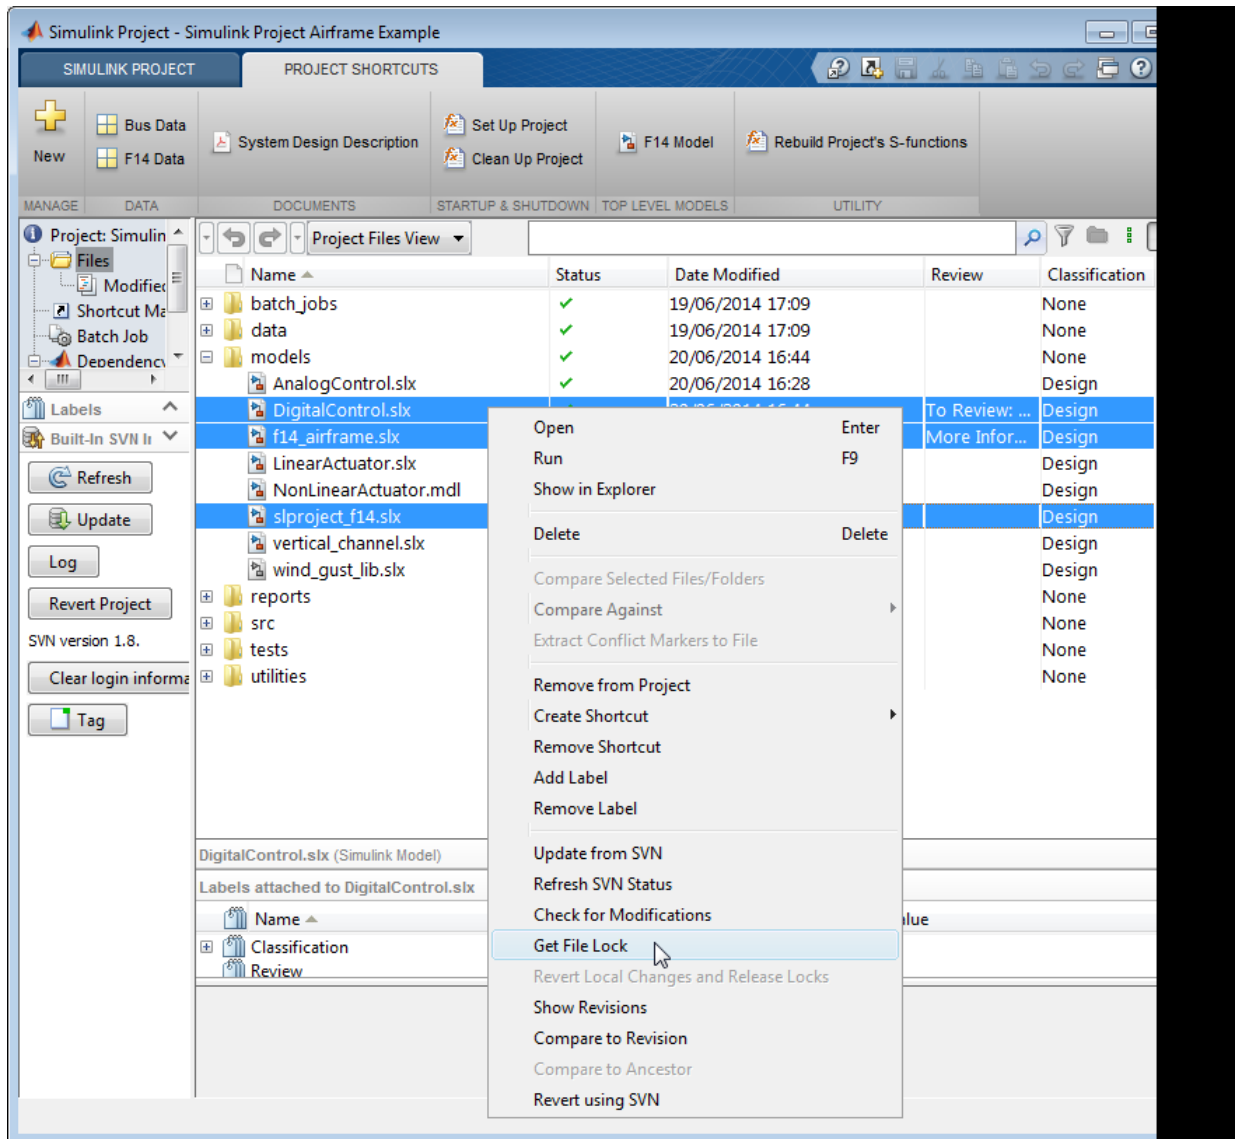 Simulink Project - Simulink Project Airframe Example
SIMULINK PROJECT
PROJECT SHORTCUTS
New
Bus Data
F14 Data
System Design Description
Set Up Project
Clean Up Project
F14 Model
Rebuild Project's S-functions
MANAGE
DATA
DOCUMENTS
STARTUP & SHUTDOWN
TOP LEVEL MODELS
UTILITY
Project: Simulin
Files
Modified
Shortcut Ma
Batch Job
Dependency
Labels
Built-In SVN In
Refresh
Update
Log
Revert Project
SVN version 1.8.
Clear login informa
Tag
Project Files View
Name Status Date Modified Review Classification
batch_jobs 19/06/2014 17:09 None
data 19/06/2014 17:09 None
models 20/06/2014 16:44 None
AnalogControl.slx 20/06/2014 16:28 Design
DigitalControl.slx 20/06/2014 16:44 To Review: ... Design
f14_airframe.slx More Infor... Design
LinearActuator.slx Design
NonLinearActuator.mdl Design
slproject_f14.slx Design
vertical_channel.slx Design
wind_gust_lib.slx Design
reports None
src None
tests None
utilities None
Open Enter
Run F9
Show in Explorer
Delete Delete
Compare Selected Files/Folders
Compare Against
Extract Conflict Markers to File
Remove from Project
Create Shortcut
Remove Shortcut
Add Label
Remove Label
Update from SVN
Refresh SVN Status
Check for Modifications
Get File Lock
Revert Local Changes and Release Locks
Show Revisions
Compare to Revision
Compare to Ancestor
Revert using SVN
DigitalControl.slx (Simulink Model)
Labels attached to DigitalControl.slx
Name alue
Classification
Review